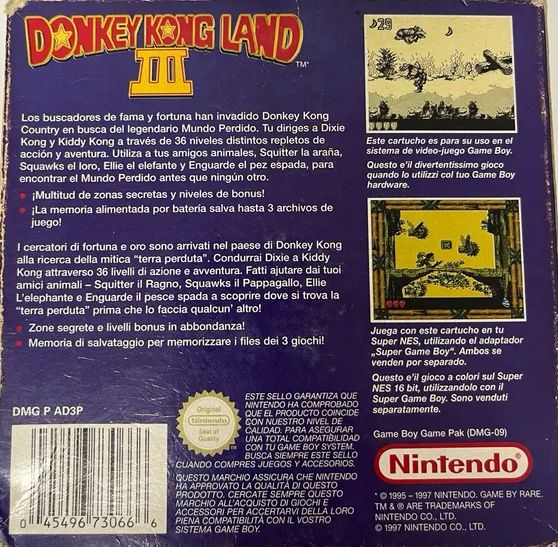 DONKEY KONG LAND
III
TM
Los buscadores de fama y fortuna han invadido Donkey Kong
Country en busca del legendario Mundo Perdido. Tu diriges a Dixie
Kong y Kiddy Kong a través de 36 niveles distintos repletos de
acción y aventura. Utiliza a tus amigos animales, Squitter la araña,
Squawks el loro, Ellie el elefante y Enguarde el pez espada, para
encontrar el Mundo Perdido antes que ningún otro.
• ¡Multitud de zonas secretas y niveles de bonus!
• ¡La memoria alimentada por batería salva hasta 3 archivos de
juego!
I cercatori di fortuna e oro sono arrivati nel paese di Donkey Kong
alla ricerca della mitica "terra perduta". Condurrai Dixie a Kiddy
Kong attraverso 36 livelli di azione e avventura. Fatti ajutare dai tuoi
amici animali – Squitter il Ragno, Squawks il Pappagallo, Ellie
L'elephante e Enguarde il pesce spada a scoprire dov e si trova la
"terra perduta" prima che lo faccia qualcun' altro!
• Zone segrete e livelli bonus in abbondanza!
• Memoria di salvataggio per memorizzare i files dei 3 giochi!
29
Este cartucho es para su uso en el
sistema de video-juego Game Boy.
Questo e'il divertentissimo gioco
quando lo utilizzi col tuo Game Boy
hardware.
K
Juega con este cartucho en tu
Super NES, utilizando el adaptador
„Super Game Boy". Ambos se
venden por separado.
Questo e'il gioco a colori sul Super
NES 16 bit, utilizzandolo con il
Super Game Boy. Sono venduti
separatamente.
DMG P AD3P
0 45496 73066 6
Original
Nintendo
Seal of
Quality
TM
ESTE SELLO GARANTIZA QUE
NINTENDO HA COMPROBADO
QUE EL PRODUCTO COINCIDE
CON NUESTRO NIVEL DE
CALIDAD. PARA ASEGURAR
UNA TOTAL COMPATIBILIDAD
CON TU GAME BOY SYSTEM.
BUSCA SIEMPRE ESTE SELLO
CUANDO COMPRES JUEGOS Y ACCESORIOS.
QUESTO MARCHIO ASSICURA CHE NINTENDO
HA APPROVATO LA QUALITÀ DI QUESTO
PRODOTTO. CERCATE SEMPRE QUESTO
MARCHIO ALL'ACQUISTO DI GIOCHI E
ACCESSORI PER ACCERTARVI DELLA LORO
PIENA COMPATIBILITÀ CON IL VOSTRO
SISTEMA GAME BOY.
Game Boy Game Pak (DMG-09)
Nintendo®
* © 1995 – 1997 NINTENDO. GAME BY RARE.
TM & ® ARE TRADEMARKS OF
NINTENDO CO., LTD.
© 1997 NINTENDO CO., LTD.